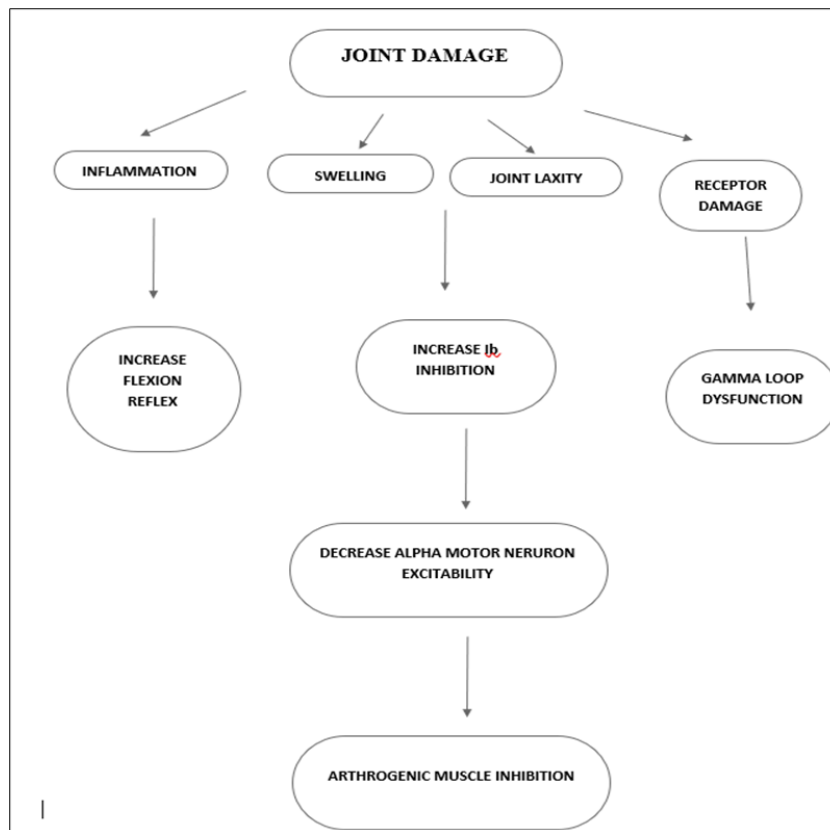 JOINT DAMAGE
INFLAMMATION
SWELLING
JOINT LAXITY
RECEPTOR
DAMAGE
INCREASE
FLEXION
REFLEX
INCREASE Ib
INHIBITION
GAMMA LOOP
DYSFUNCTION
DECREASE ALPHA MOTOR NERURON
EXCITABILITY
ARTHROGENIC MUSCLE INHIBITION